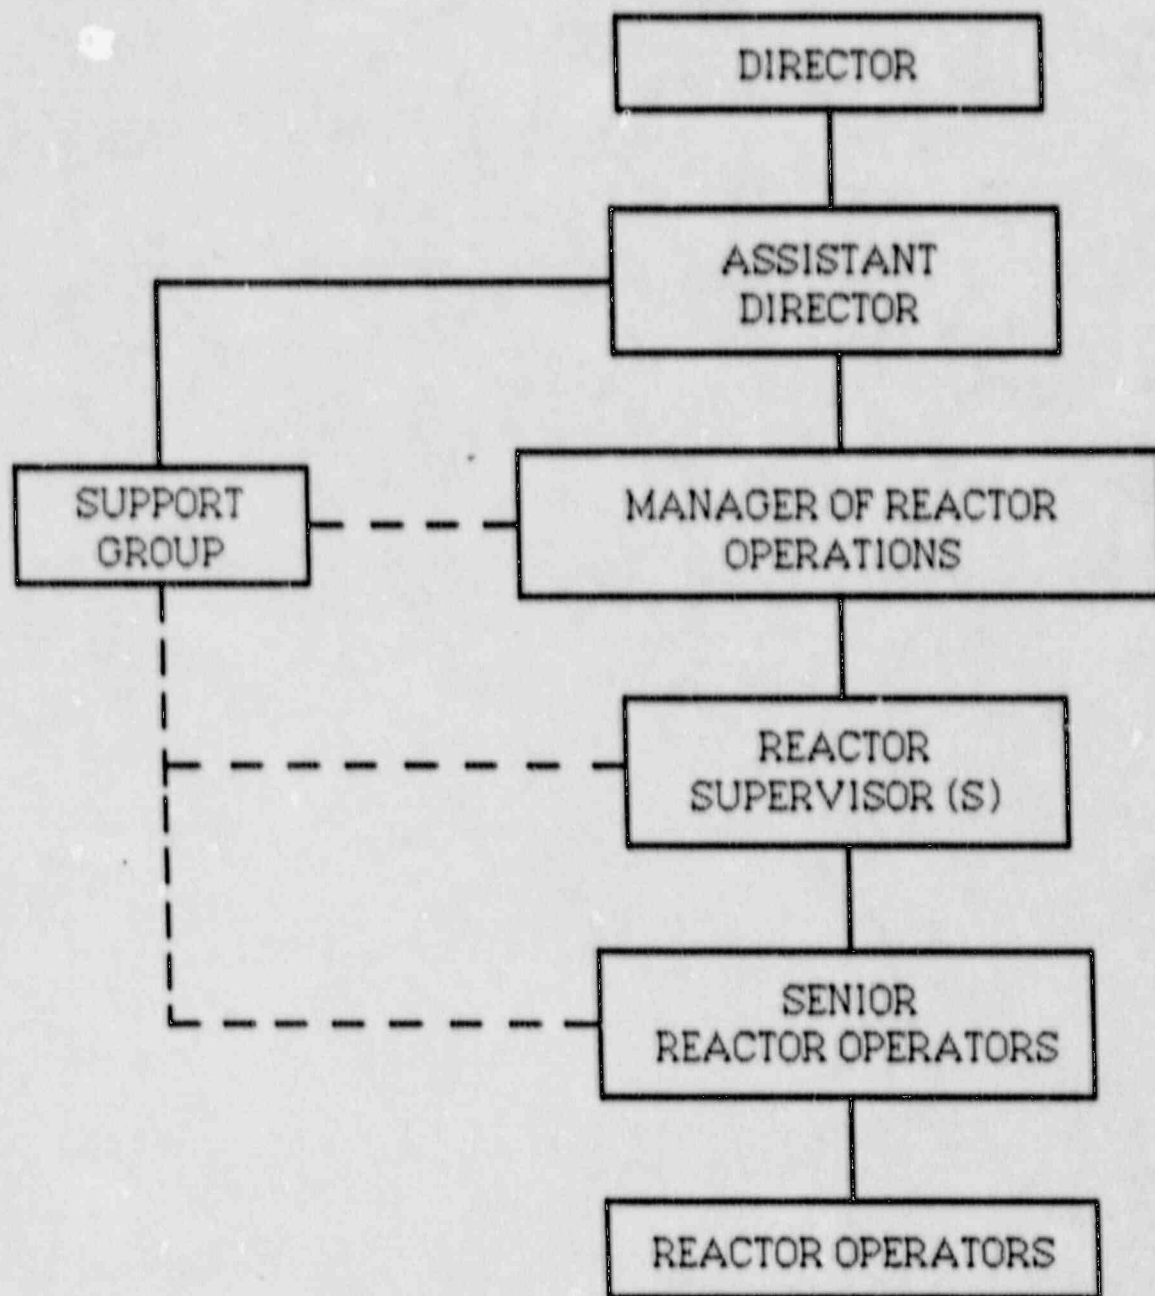 DIRECTOR
ASSISTANT
DIRECTOR
SUPPORT
GROUP
MANAGER OF REACTOR
OPERATIONS
REACTOR
SUPERVISOR (S)
SENIOR
REACTOR OPERATORS
REACTOR OPERATORS